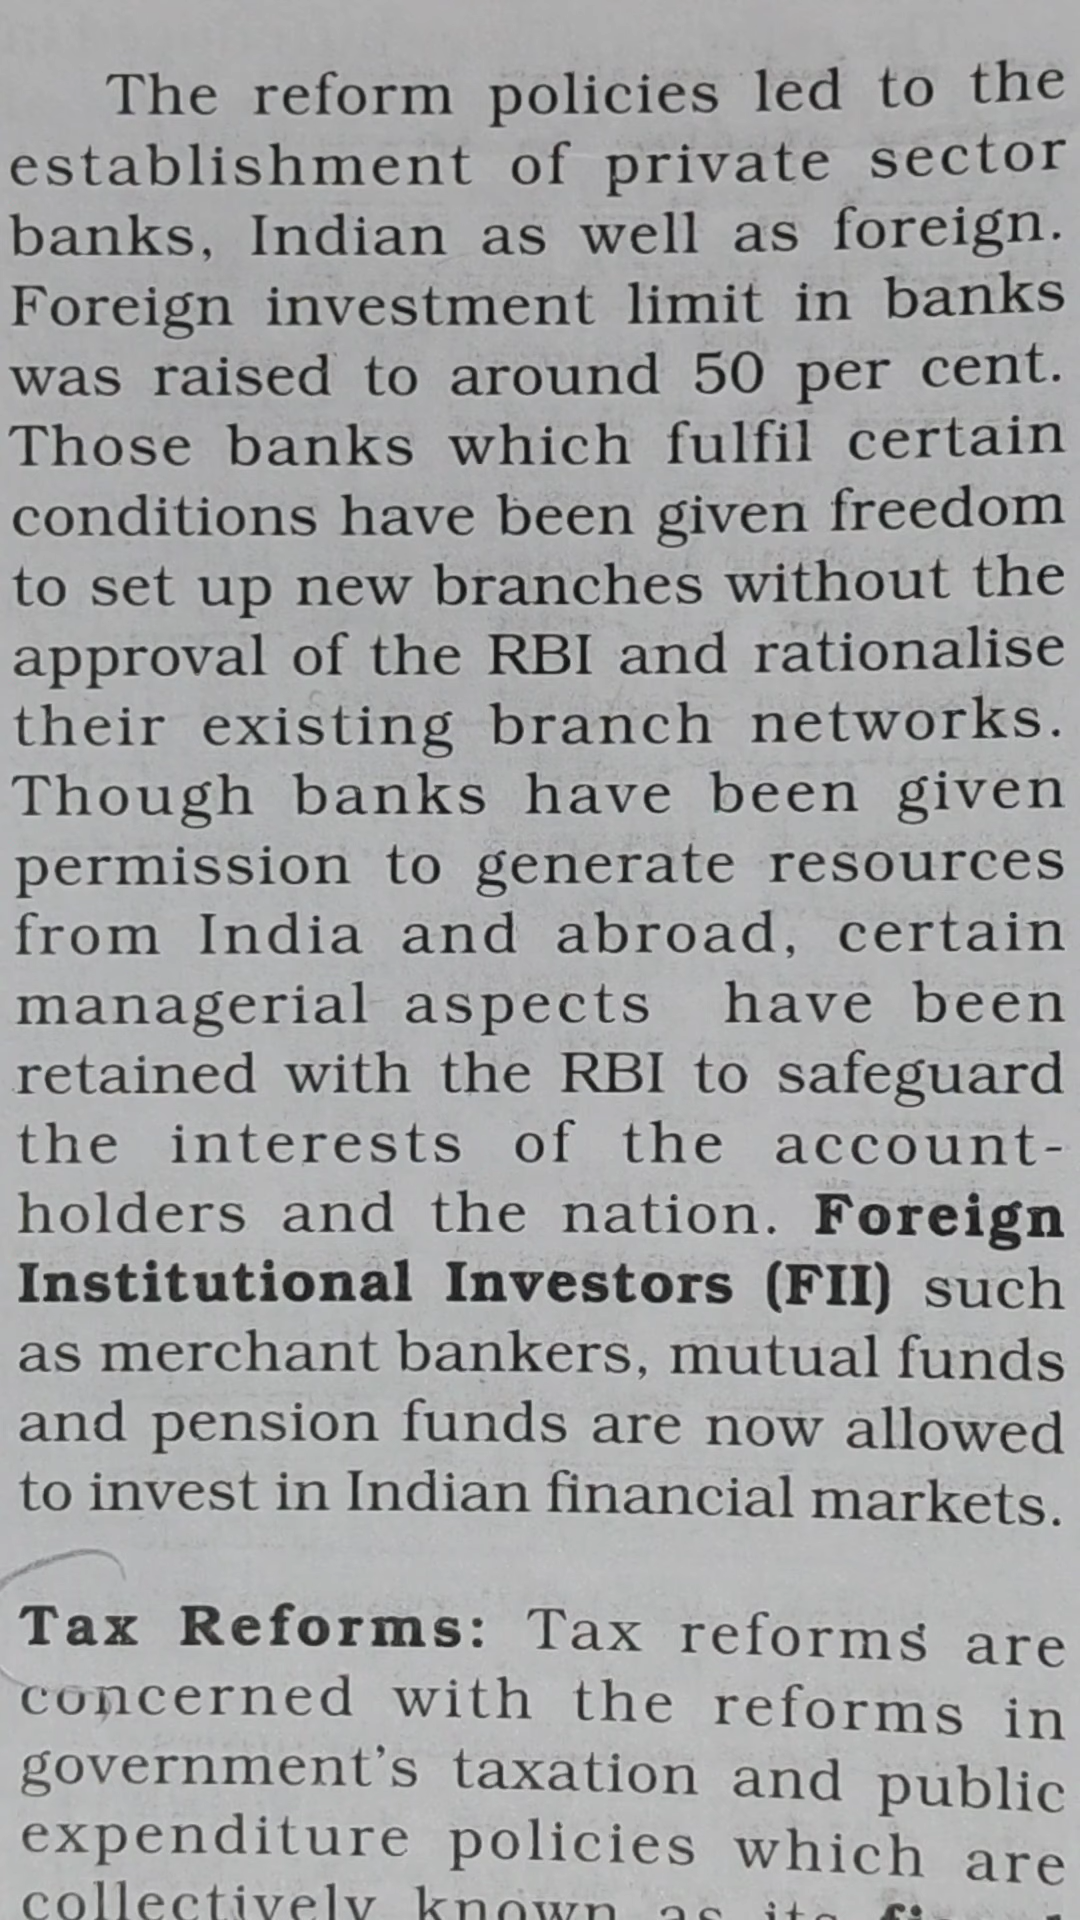 The reform policies led to the
establishment of private sector
banks, Indian as well as foreign.
Foreign investment limit in banks
was raised to around 50 per cent.
Those banks which fulfil certain
conditions have been given freedom
to set up new branches without the
approval of the RBI and rationalise
their existing branch networks.
Though banks have been given
permission to generate resources
from India and abroad, certain
managerial aspects have been
retained with the RBI to safeguard
the interests of the account-
holders and the nation. Foreign
Institutional Investors (FII) such
as merchant bankers, mutual funds
and pension funds are now allowed
to invest in Indian financial markets.
Tax Reforms: Tax reforms are
concerned with the reforms in
government's taxation and public
expenditure policies which are
collectively known as its